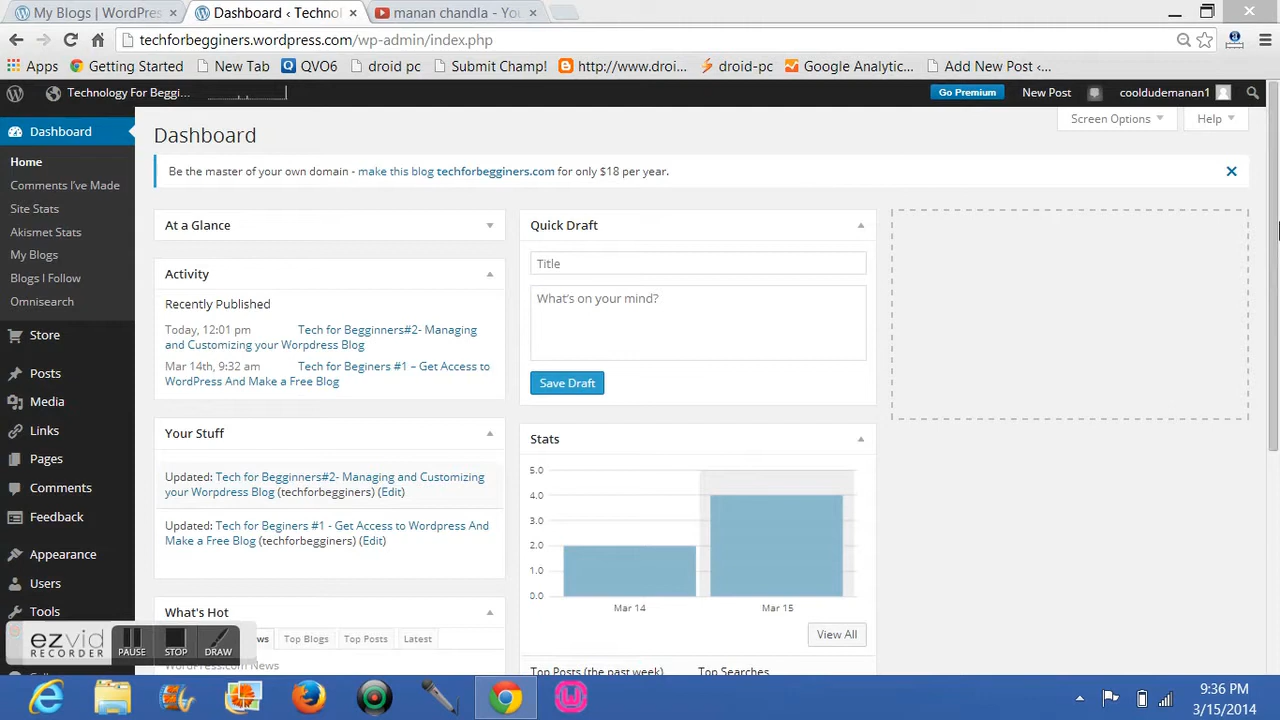 My Blogs | WordPres
Dashboard ‹ Technol
manan chandla - You
techforbegginers.wordpress.com/wp-admin/index.php
Apps
Getting Started
New Tab
QVO6
droid pc
Submit Champ!
http://www.droi...
droid-pc
Google Analytic...
Add New Post ‹...
Technology For Beggi...
Go Premium
New Post
cooldudemanan1
Dashboard
Home
Comments I've Made
Site Stats
Akismet Stats
My Blogs
Blogs I Follow
Omnisearch
Store
Posts
Media
Links
Pages
Comments
Feedback
Appearance
Users
Tools
Dashboard
Screen Options
Help
Be the master of your own domain - make this blog techforbegginers.com for only $18 per year.
At a Glance
Activity
Recently Published
Today, 12:01 pm Tech for Begginners#2- Managing
and Customizing your Worpdress Blog
Mar 14th, 9:32 am Tech for Beginers #1 – Get Access to
WordPress And Make a Free Blog
Your Stuff
Updated: Tech for Begginners#2- Managing and Customizing
your Worpdress Blog (techforbegginers) (Edit)
Updated: Tech for Beginers #1 - Get Access to Wordpress And
Make a Free Blog (techforbegginers) (Edit)
What's Hot
ws
Top Blogs
Top Posts
Latest
WordPress.com News
Quick Draft
Title
What's on your mind?
Save Draft
Stats
5.0
4.0
3.0
2.0
1.0
0.0
Mar 14
Mar 15
View All
Top Posts (the past week)
Top Searches
ezvid
RECORDER
PAUSE
STOP
DRAW
9:36 PM
3/15/2014